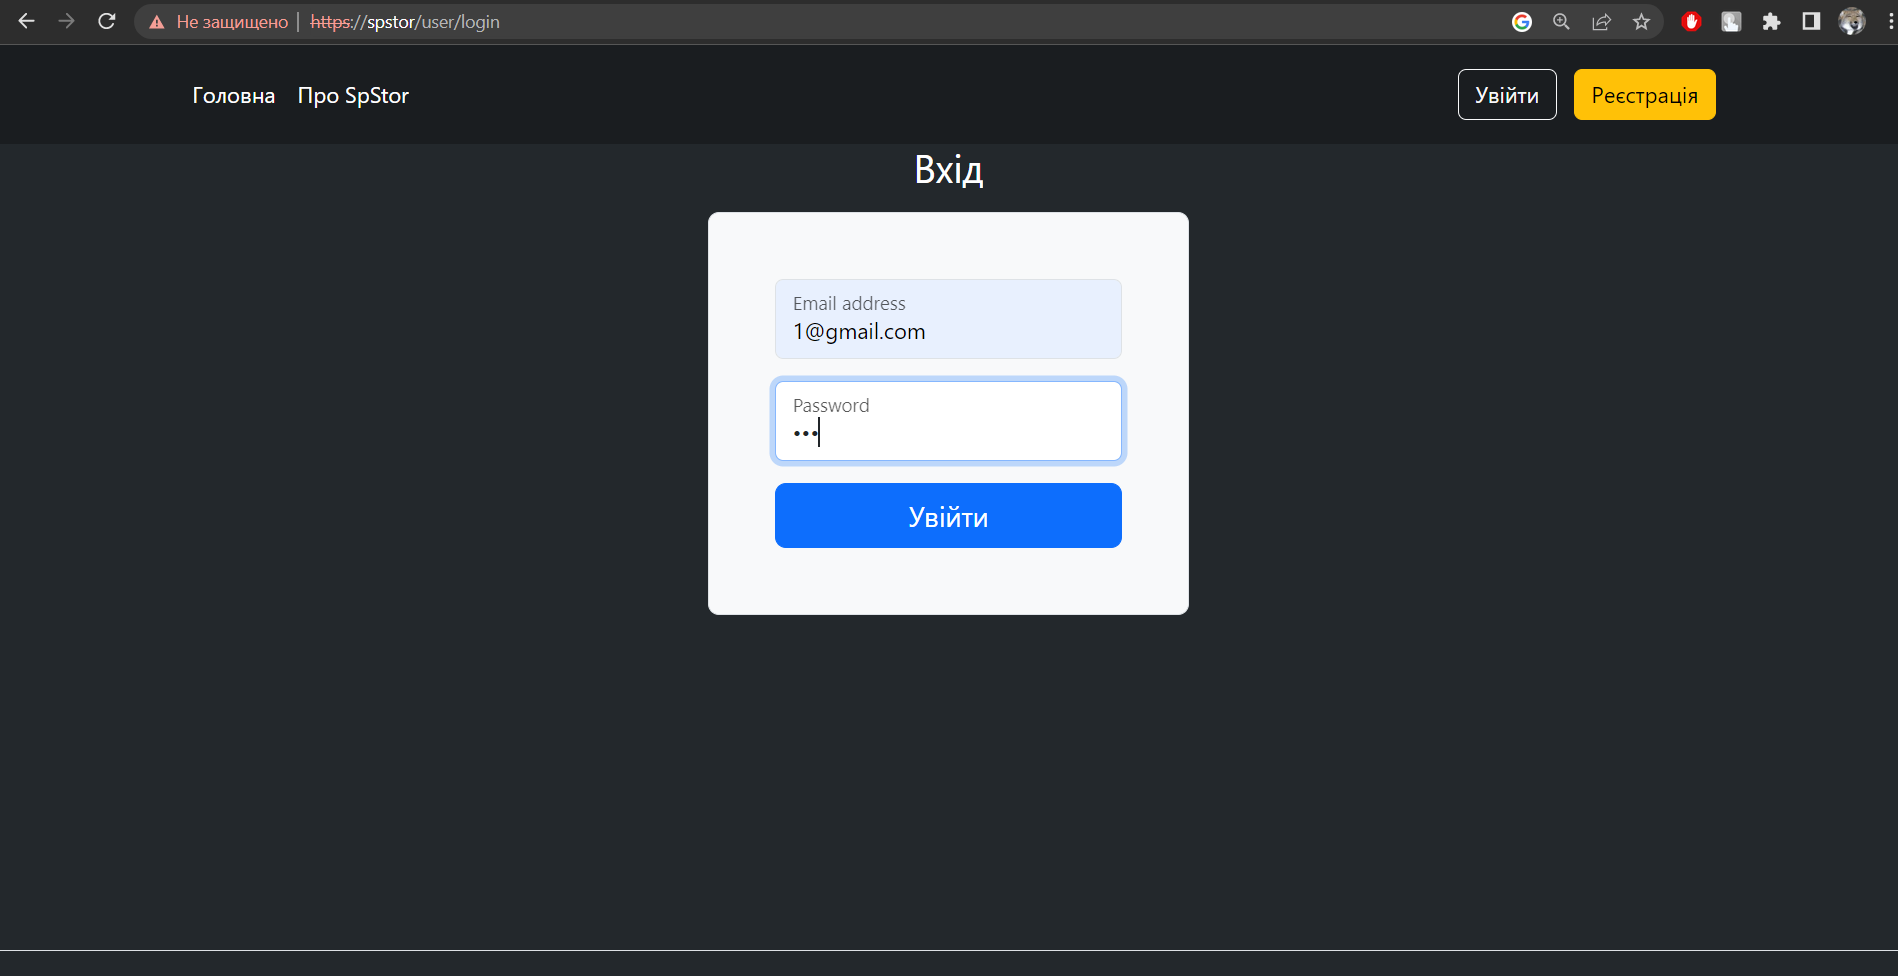 Не защищено | https://spstor/user/login
Головна Про SpStor Увійти Реєстрація
Вхід
Email address
1@gmail.com
Password
•••
Увійти